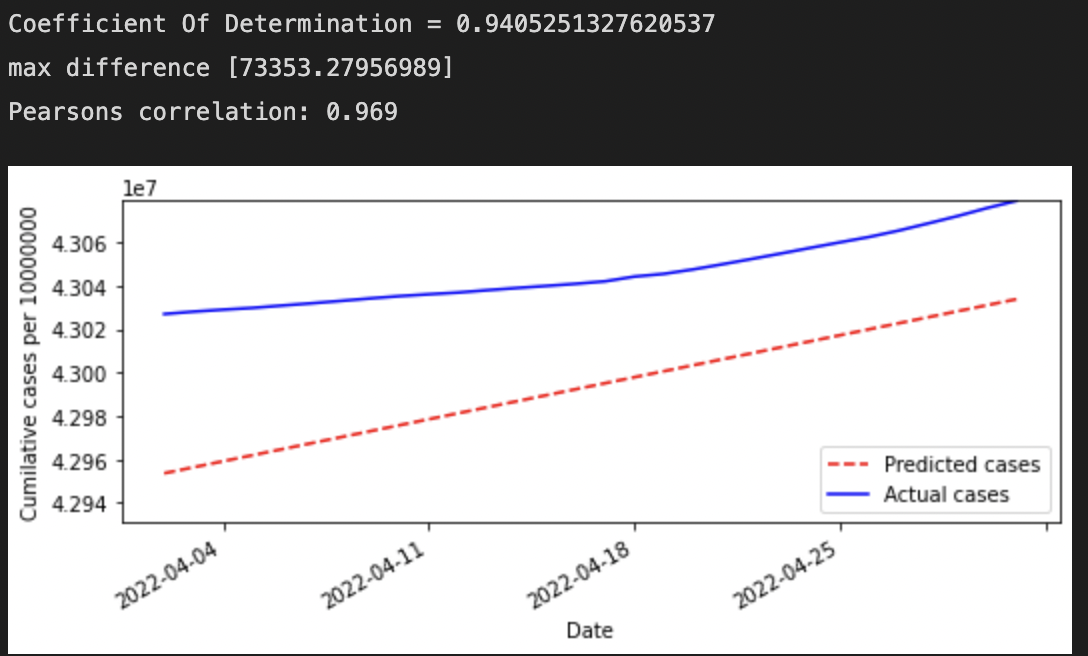 Coefficient Of Determination = 0.9405251327620537
max difference [73353.27956989]
Pearsons correlation: 0.969
1e7
Cumilative cases per 10000000
4.306
4.304
4.302
4.300
4.298
4.296
4.294
Predicted cases
Actual cases
2022-04-04
2022-04-11
2022-04-18
2022-04-25
Date